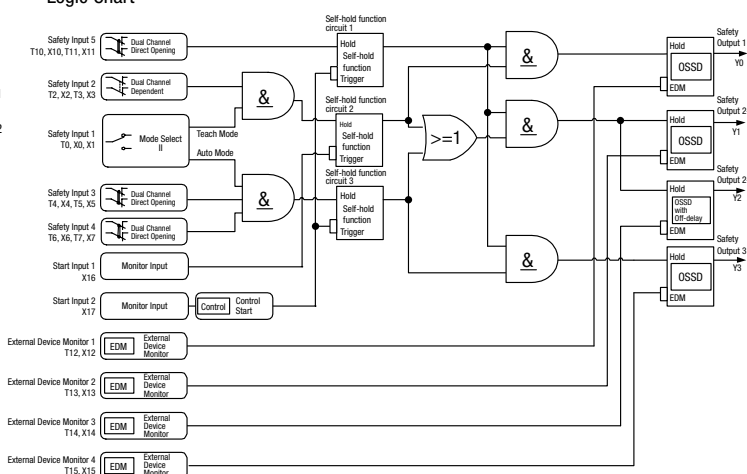 Logic Chart
Safety Input 5
T10, X10, T11, X11
Dual Channel
Direct Opening
Safety Input 2
T2, X2, T3, X3
Dual Channel
Dependent
Safety Input 1
T0, X0, X1
Mode Select
II
Teach Mode
Auto Mode
Safety Input 3
T4, X4, T5, X5
Dual Channel
Direct Opening
Safety Input 4
T6, X6, T7, X7
Dual Channel
Direct Opening
Start Input 1
X16
Monitor Input
Start Input 2
X17
Monitor Input
Control
Control
Start
External Device Monitor 1
T12, X12
EDM
External
Device
Monitor
External Device Monitor 2
T13, X13
EDM
External
Device
Monitor
External Device Monitor 3
T14, X14
EDM
External
Device
Monitor
External Device Monitor 4
T15, X15
EDM
External
Device
Monitor
&
&
Self-hold function
circuit 1
Hold
Self-hold
function
Trigger
Self-hold function
circuit 2
Hold
Self-hold
function
Trigger
Self-hold function
circuit 3
Hold
Self-hold
function
Trigger
>=1
&
&
&
Safety
Output 1
Y0
Hold
OSSD
EDM
Safety
Output 2
Y1
Hold
OSSD
EDM
Safety
Output 2
Y2
Hold
OSSD
with
Off-delay
EDM
Safety
Output 3
Y3
Hold
OSSD
EDM